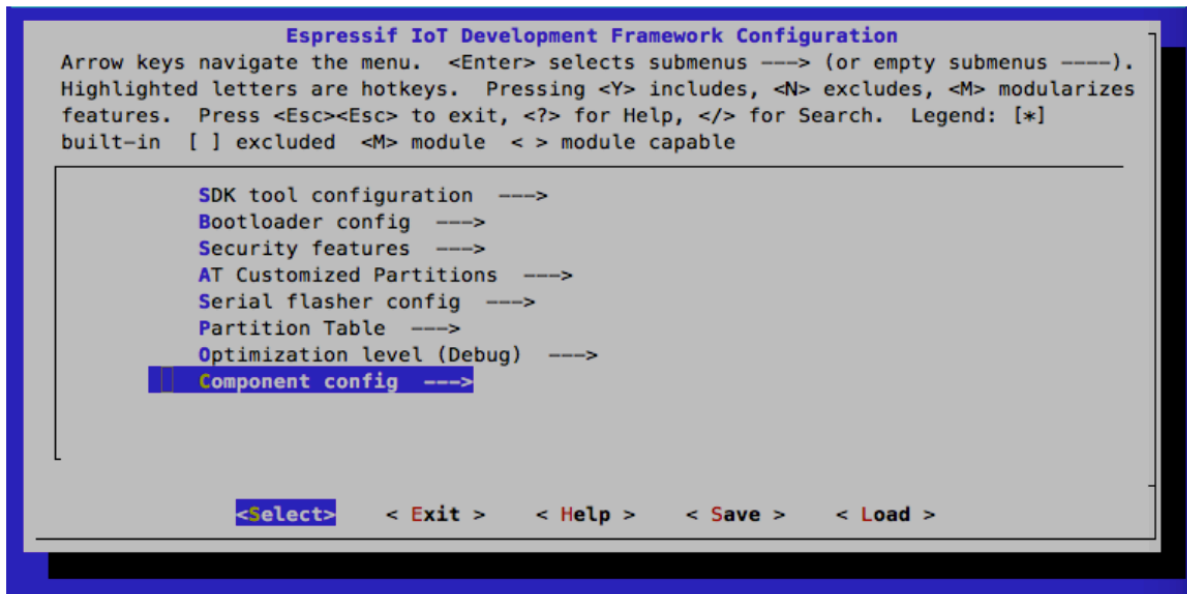 Espressif IoT Development Framework Configuration
Arrow keys navigate the menu.  <Enter> selects submenus ---> (or empty submenus ----).
Highlighted letters are hotkeys.  Pressing <Y> includes, <N> excludes, <M> modularizes
features.  Press <Esc><Esc> to exit, <?> for Help, </> for Search.  Legend: [*]
built-in  [ ] excluded  <M> module  < > module capable
SDK tool configuration  --->
Bootloader config  --->
Security features  --->
AT Customized Partitions  --->
Serial flasher config  --->
Partition Table  --->
Optimization level (Debug)  --->
Component config  --->
<Select>    < Exit >    < Help >    < Save >    < Load >